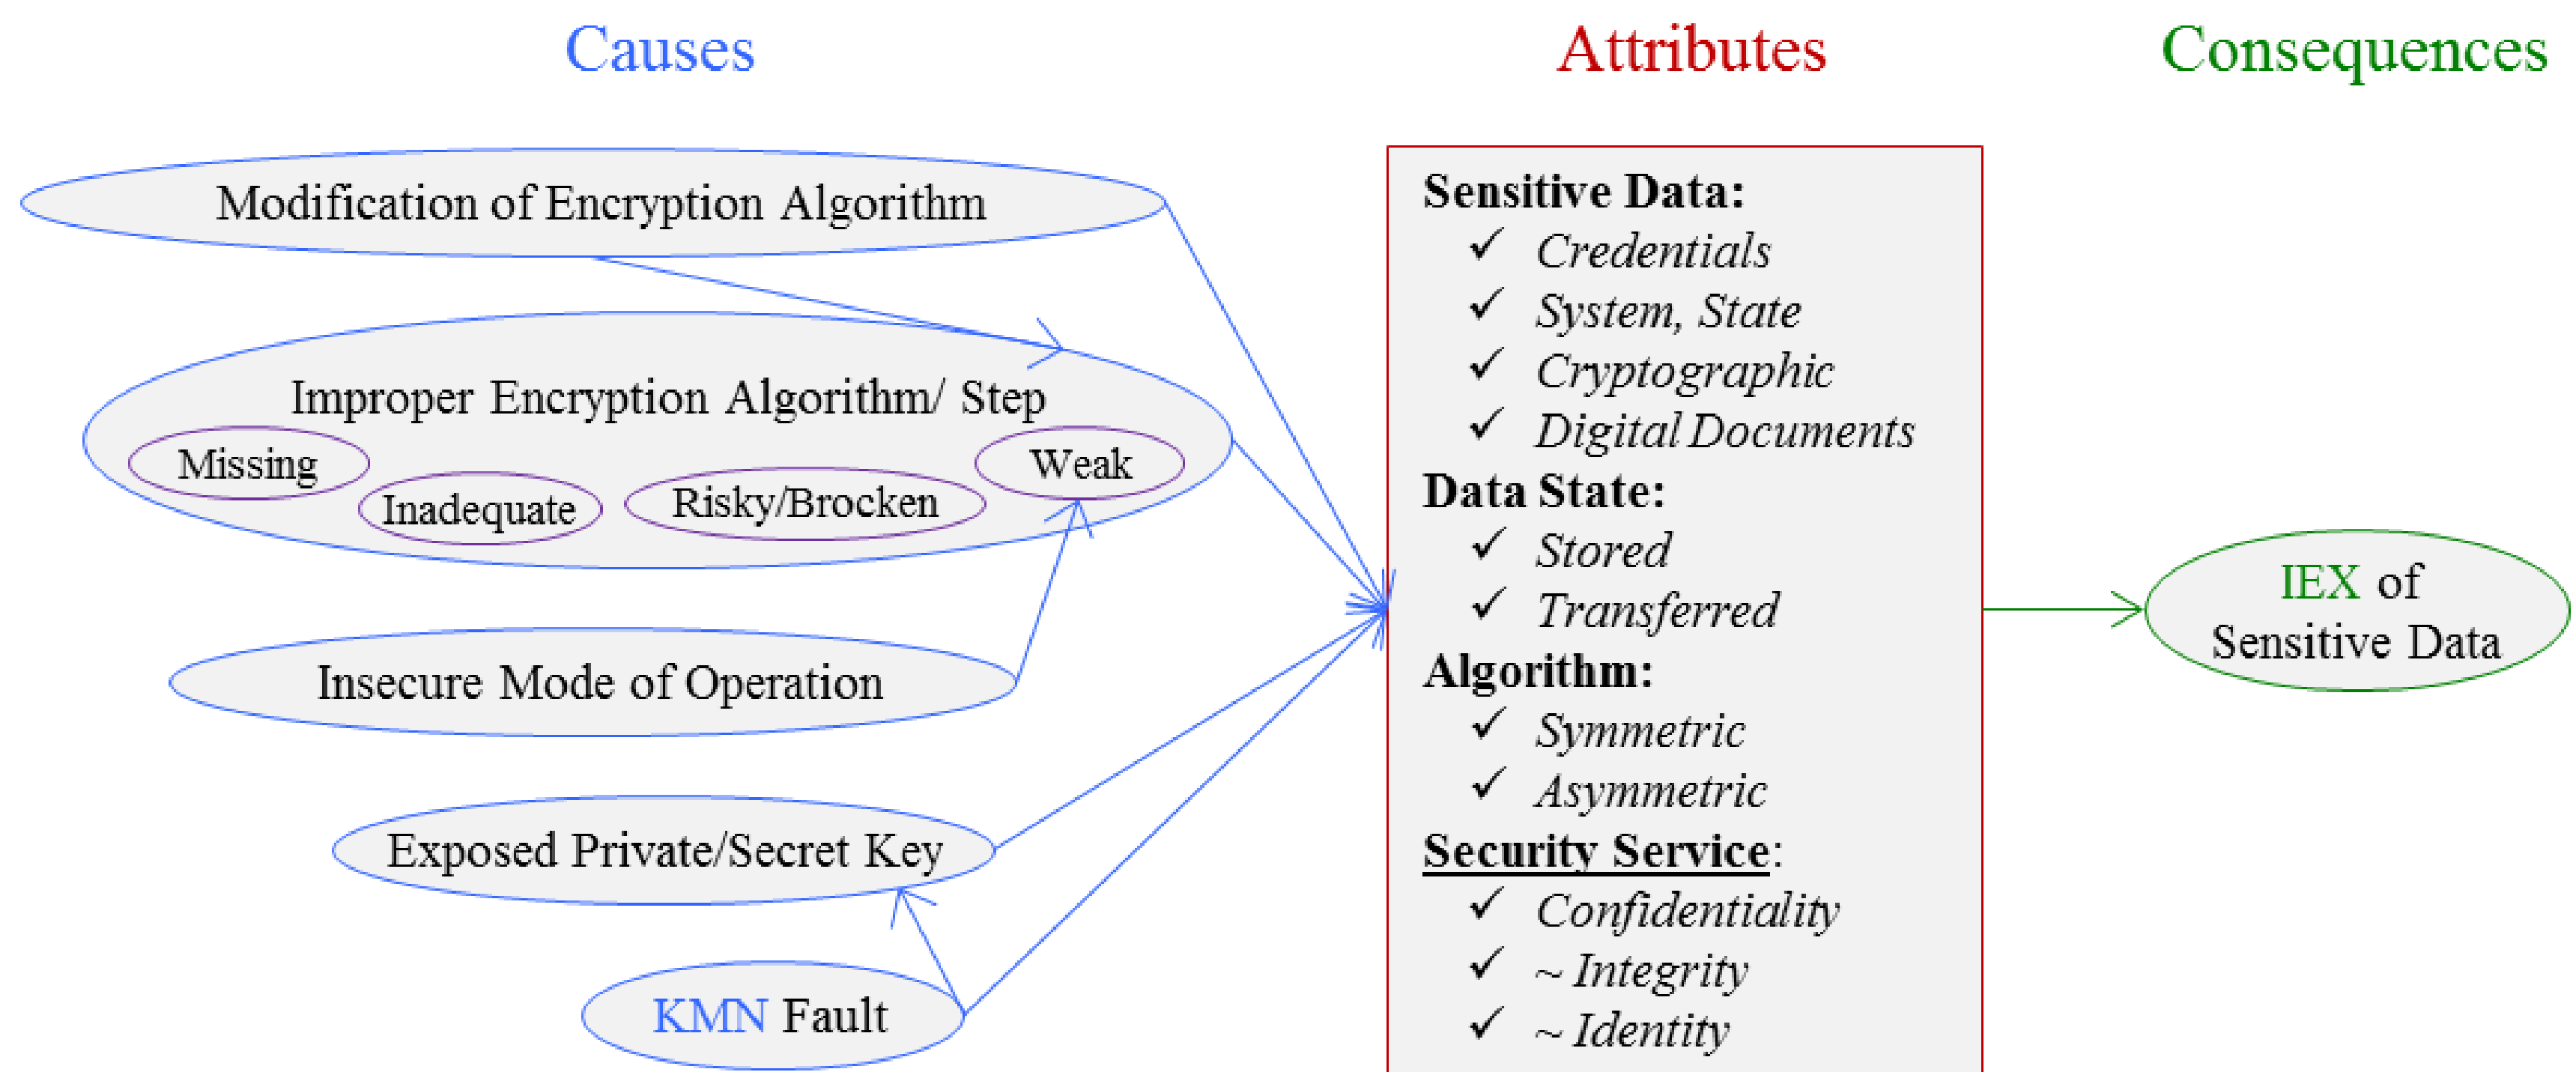 Causes
Attributes
Consequences
Modification of Encryption Algorithm
Improper Encryption Algorithm/ Step
Missing
Inadequate
Risky/Brocken
Weak
Insecure Mode of Operation
Exposed Private/Secret Key
KMN Fault
Sensitive Data:
✓ Credentials
✓ System, State
✓ Cryptographic
✓ Digital Documents
Data State:
✓ Stored
✓ Transferred
Algorithm:
✓ Symmetric
✓ Asymmetric
Security Service:
✓ Confidentiality
✓ ~ Integrity
✓ ~ Identity
IEX of
Sensitive Data